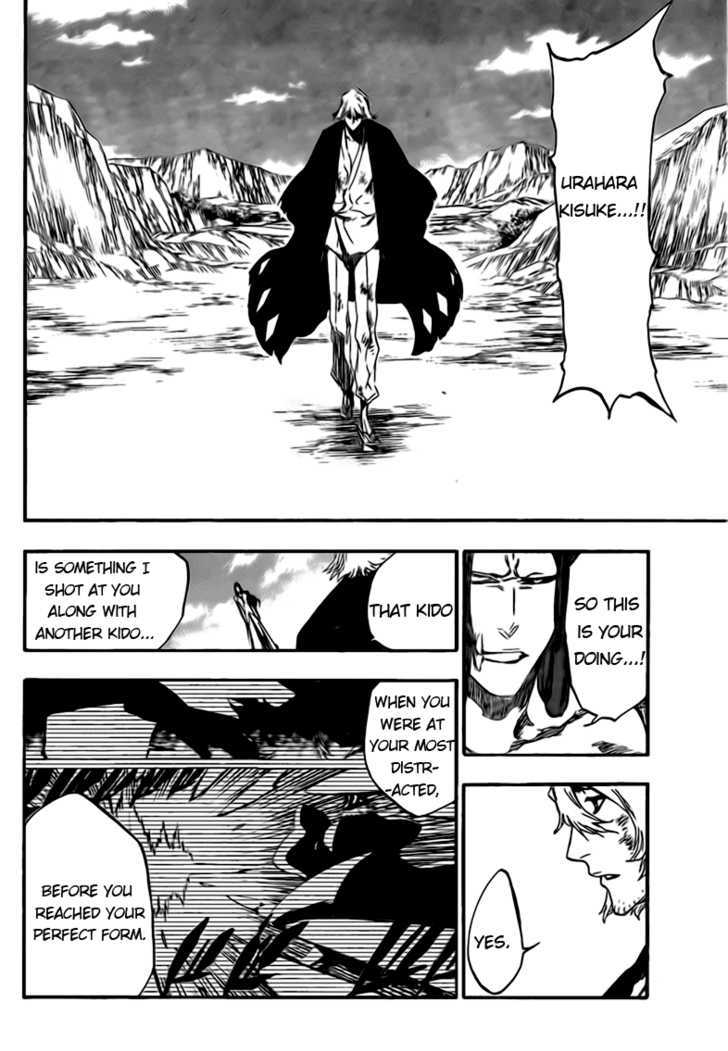 URAHARA
KISUKE...!!
SO THIS
IS YOUR
DOING...!
YES.
THAT KIDO
IS SOMETHING I
SHOT AT YOU
ALONG WITH
ANOTHER KIDO...
WHEN YOU
WERE AT
YOUR MOST
DISTR-
-ACTED,
BEFORE YOU
REACHED YOUR
PERFECT FORM.